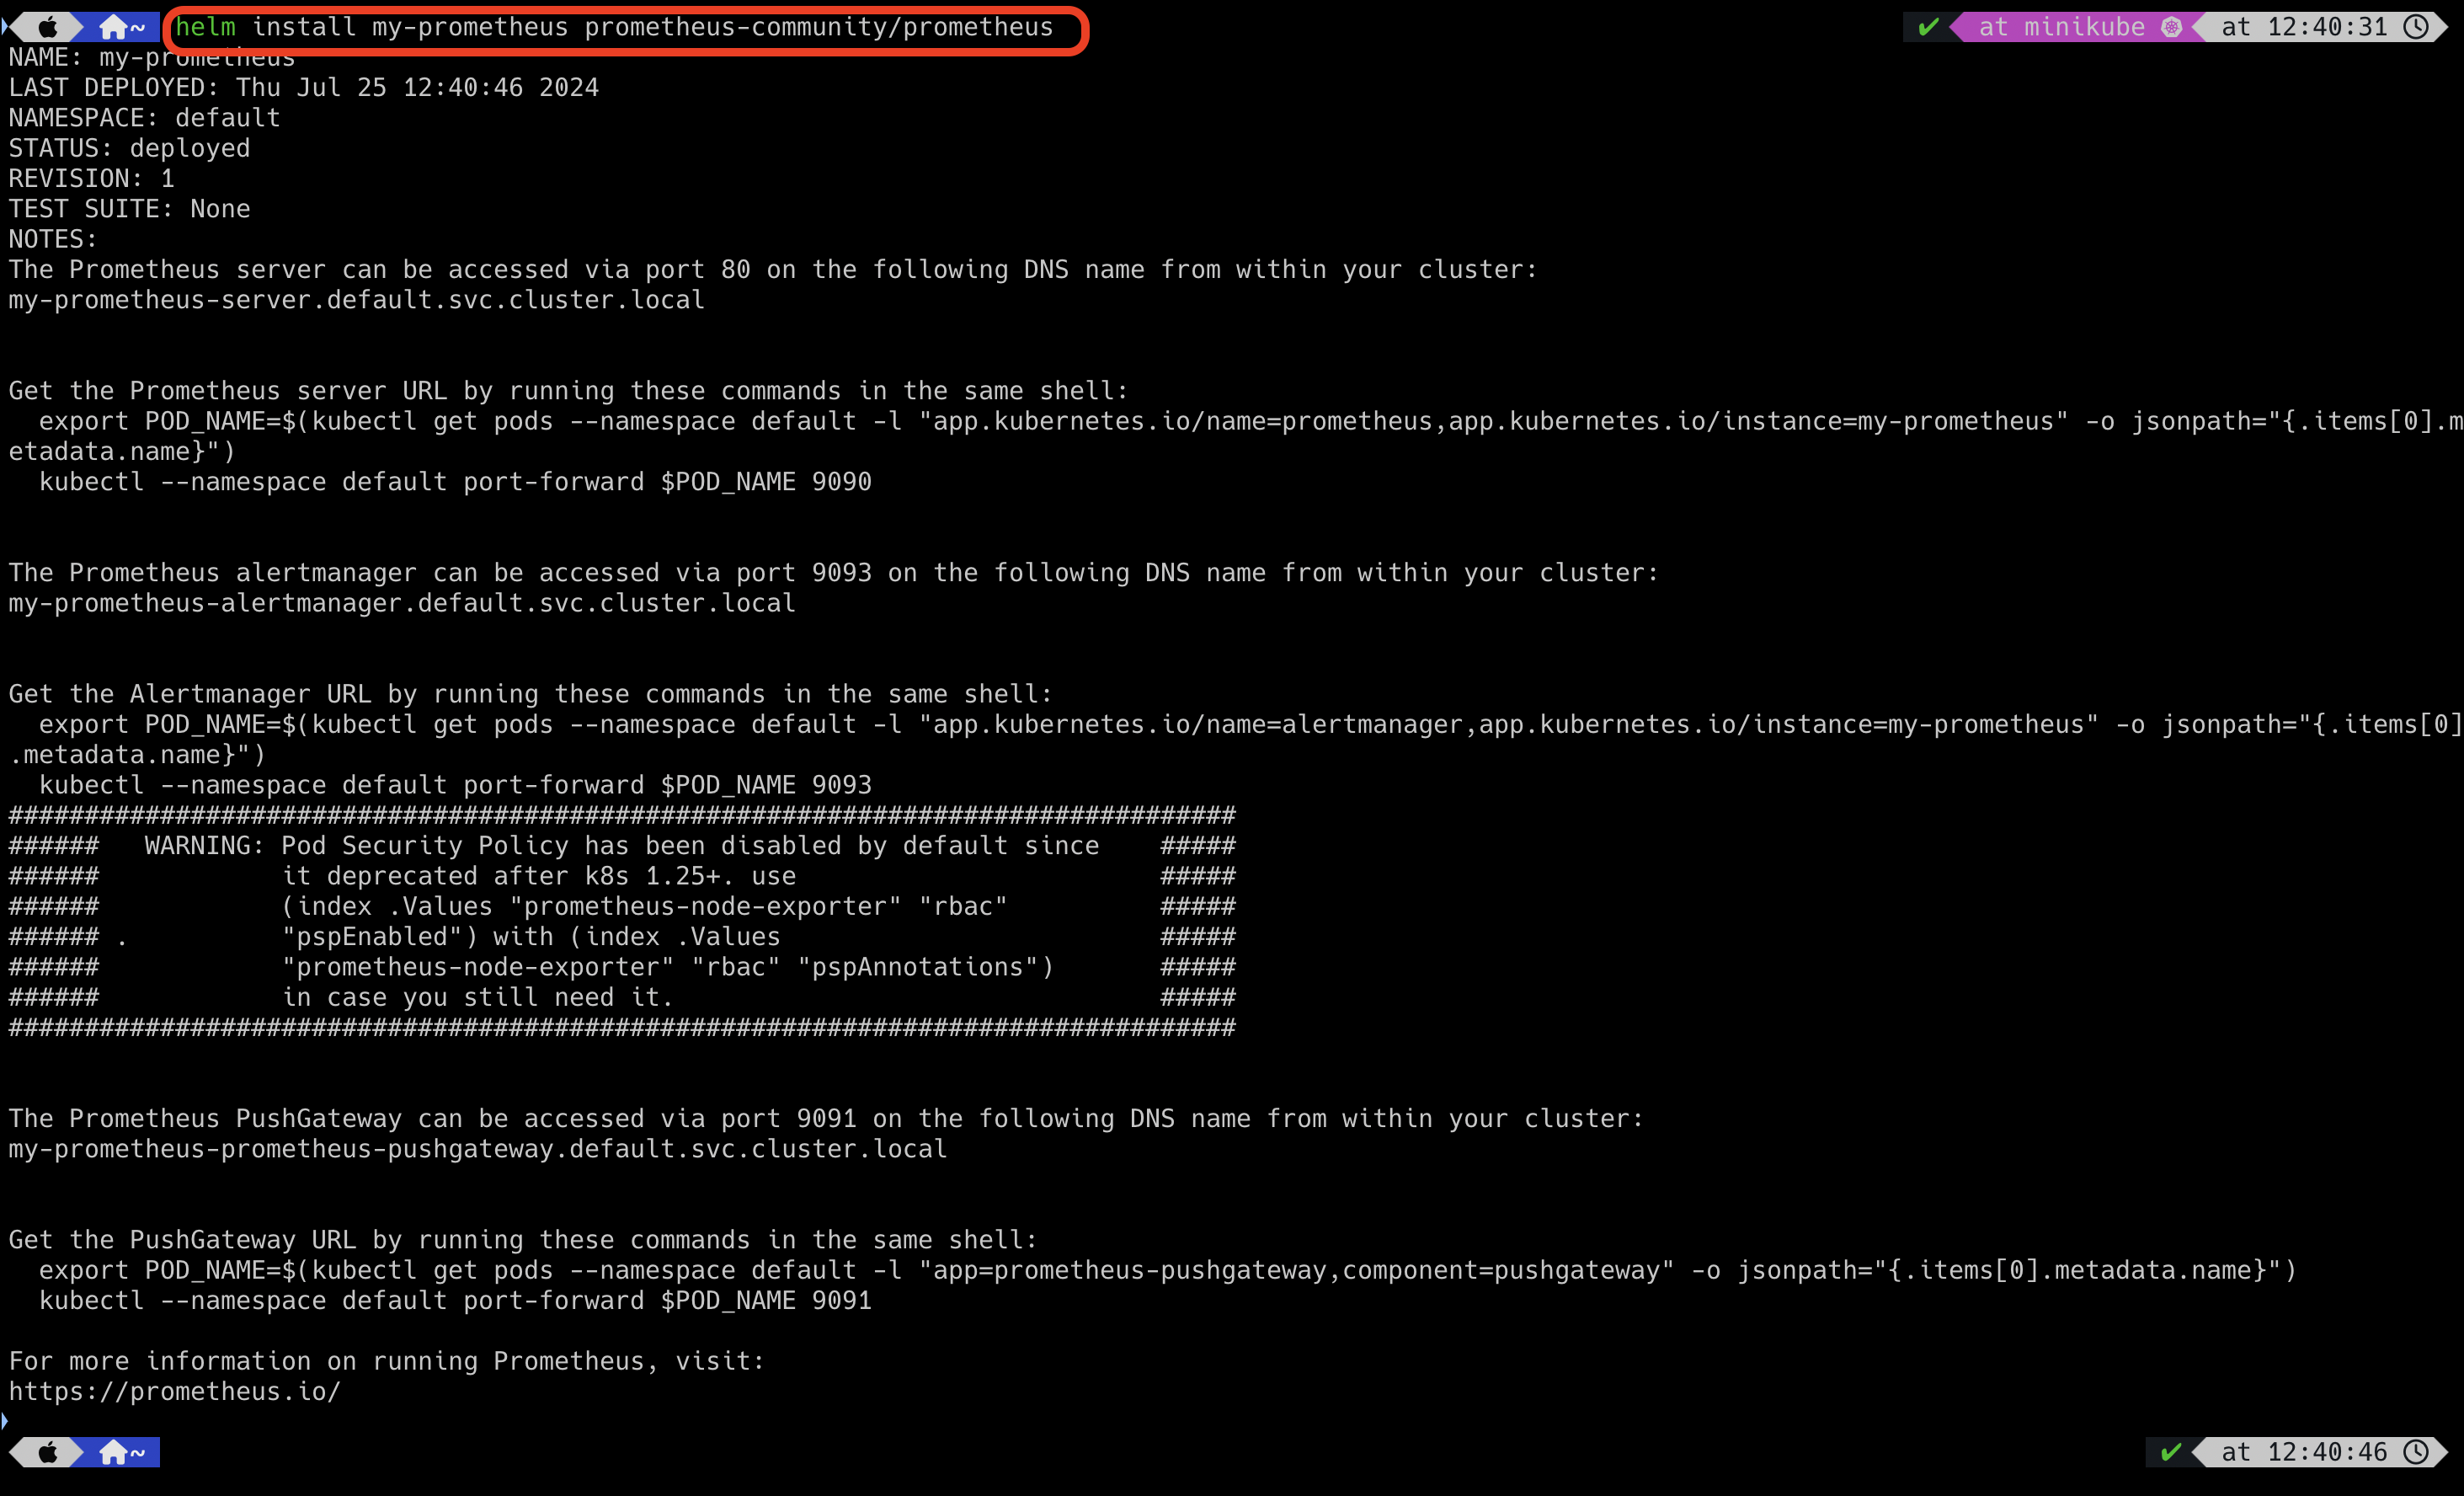 ~ helm install my-prometheus prometheus-community/prometheus ✔ at minikube at 12:40:31
NAME: my-prometheus
LAST DEPLOYED: Thu Jul 25 12:40:46 2024
NAMESPACE: default
STATUS: deployed
REVISION: 1
TEST SUITE: None
NOTES:
The Prometheus server can be accessed via port 80 on the following DNS name from within your cluster:
my-prometheus-server.default.svc.cluster.local
Get the Prometheus server URL by running these commands in the same shell:
  export POD_NAME=$(kubectl get pods --namespace default -l "app.kubernetes.io/name=prometheus,app.kubernetes.io/instance=my-prometheus" -o jsonpath="{.items[0].m
etadata.name}")
  kubectl --namespace default port-forward $POD_NAME 9090
The Prometheus alertmanager can be accessed via port 9093 on the following DNS name from within your cluster:
my-prometheus-alertmanager.default.svc.cluster.local
Get the Alertmanager URL by running these commands in the same shell:
  export POD_NAME=$(kubectl get pods --namespace default -l "app.kubernetes.io/name=alertmanager,app.kubernetes.io/instance=my-prometheus" -o jsonpath="{.items[0]
.metadata.name}")
  kubectl --namespace default port-forward $POD_NAME 9093
#################################################################################
######   WARNING: Pod Security Policy has been disabled by default since    #####
######            it deprecated after k8s 1.25+. use                        #####
######            (index .Values "prometheus-node-exporter" "rbac"          #####
###### .          "pspEnabled") with (index .Values                         #####
######            "prometheus-node-exporter" "rbac" "pspAnnotations")       #####
######            in case you still need it.                                #####
#################################################################################
The Prometheus PushGateway can be accessed via port 9091 on the following DNS name from within your cluster:
my-prometheus-prometheus-pushgateway.default.svc.cluster.local
Get the PushGateway URL by running these commands in the same shell:
  export POD_NAME=$(kubectl get pods --namespace default -l "app=prometheus-pushgateway,component=pushgateway" -o jsonpath="{.items[0].metadata.name}")
  kubectl --namespace default port-forward $POD_NAME 9091
For more information on running Prometheus, visit:
https://prometheus.io/
~ ✔ at 12:40:46